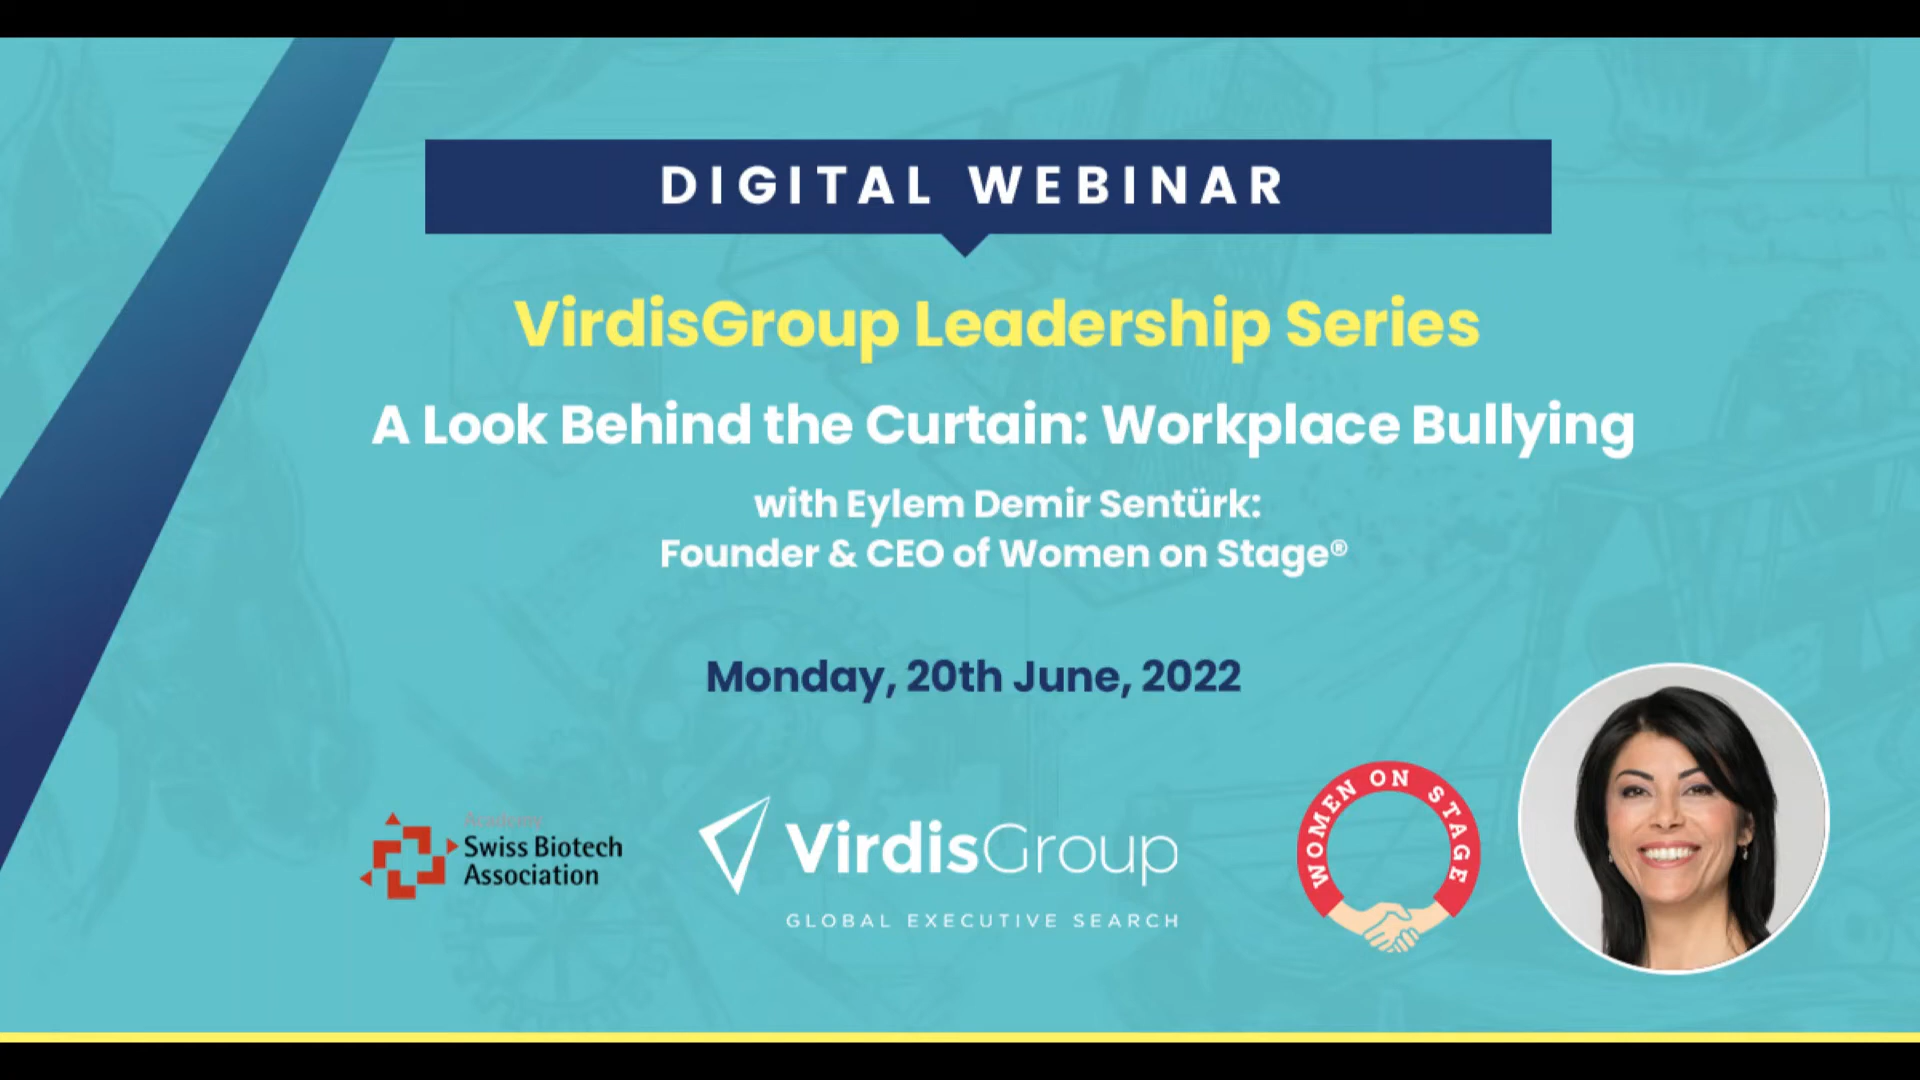 DIGITAL WEBINAR
VirdisGroup Leadership Series
A Look Behind the Curtain: Workplace Bullying
with Eylem Demir Sentürk:
Founder & CEO of Women on Stage®
Monday, 20th June, 2022
Academy
Swiss Biotech
Association
VirdisGroup
GLOBAL EXECUTIVE SEARCH
WOMEN ON STAGE